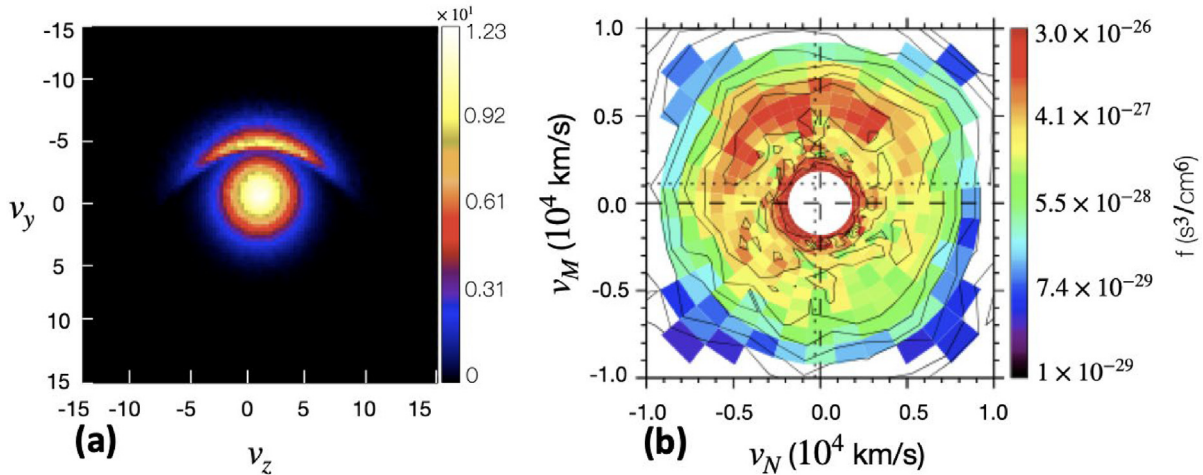 × 10¹
-15
-10
-5
0
5
10
15
v_y
-15
-10
-5
0
5
10
15
v_z
(a)
1.23
0.92
0.61
0.31
0
1.0
0.5
0.0
-0.5
-1.0
v_M (10⁴ km/s)
-1.0
-0.5
0.0
0.5
1.0
v_N (10⁴ km/s)
(b)
3.0 × 10⁻²⁶
4.1 × 10⁻²⁷
5.5 × 10⁻²⁸
7.4 × 10⁻²⁹
1 × 10⁻²⁹
f (s³/cm⁶)